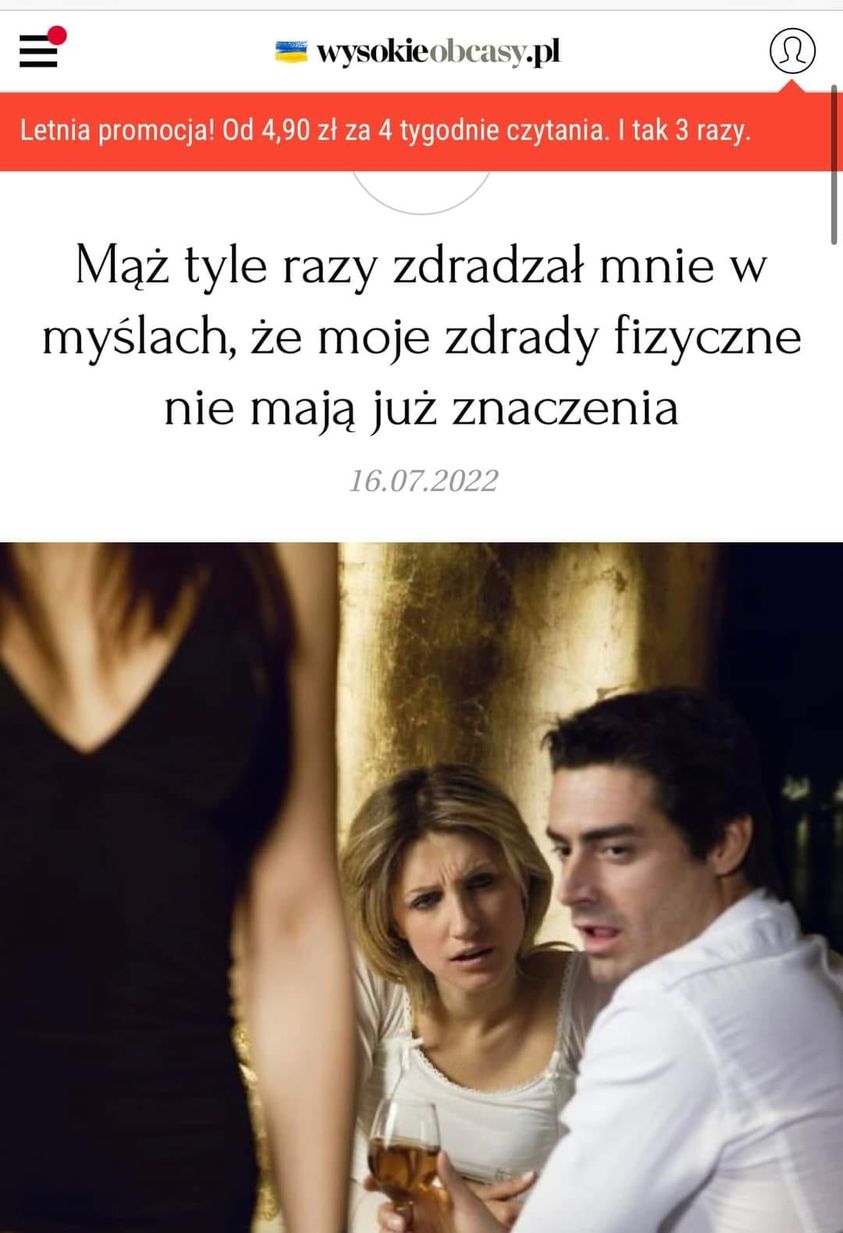 wysokieobcasy.pl
Letnia promocja! Od 4,90 zł za 4 tygodnie czytania. I tak 3 razy.
Mąż tyle razy zdradzał mnie w
myślach, że moje zdrady fizyczne
nie mają już znaczenia
16.07.2022